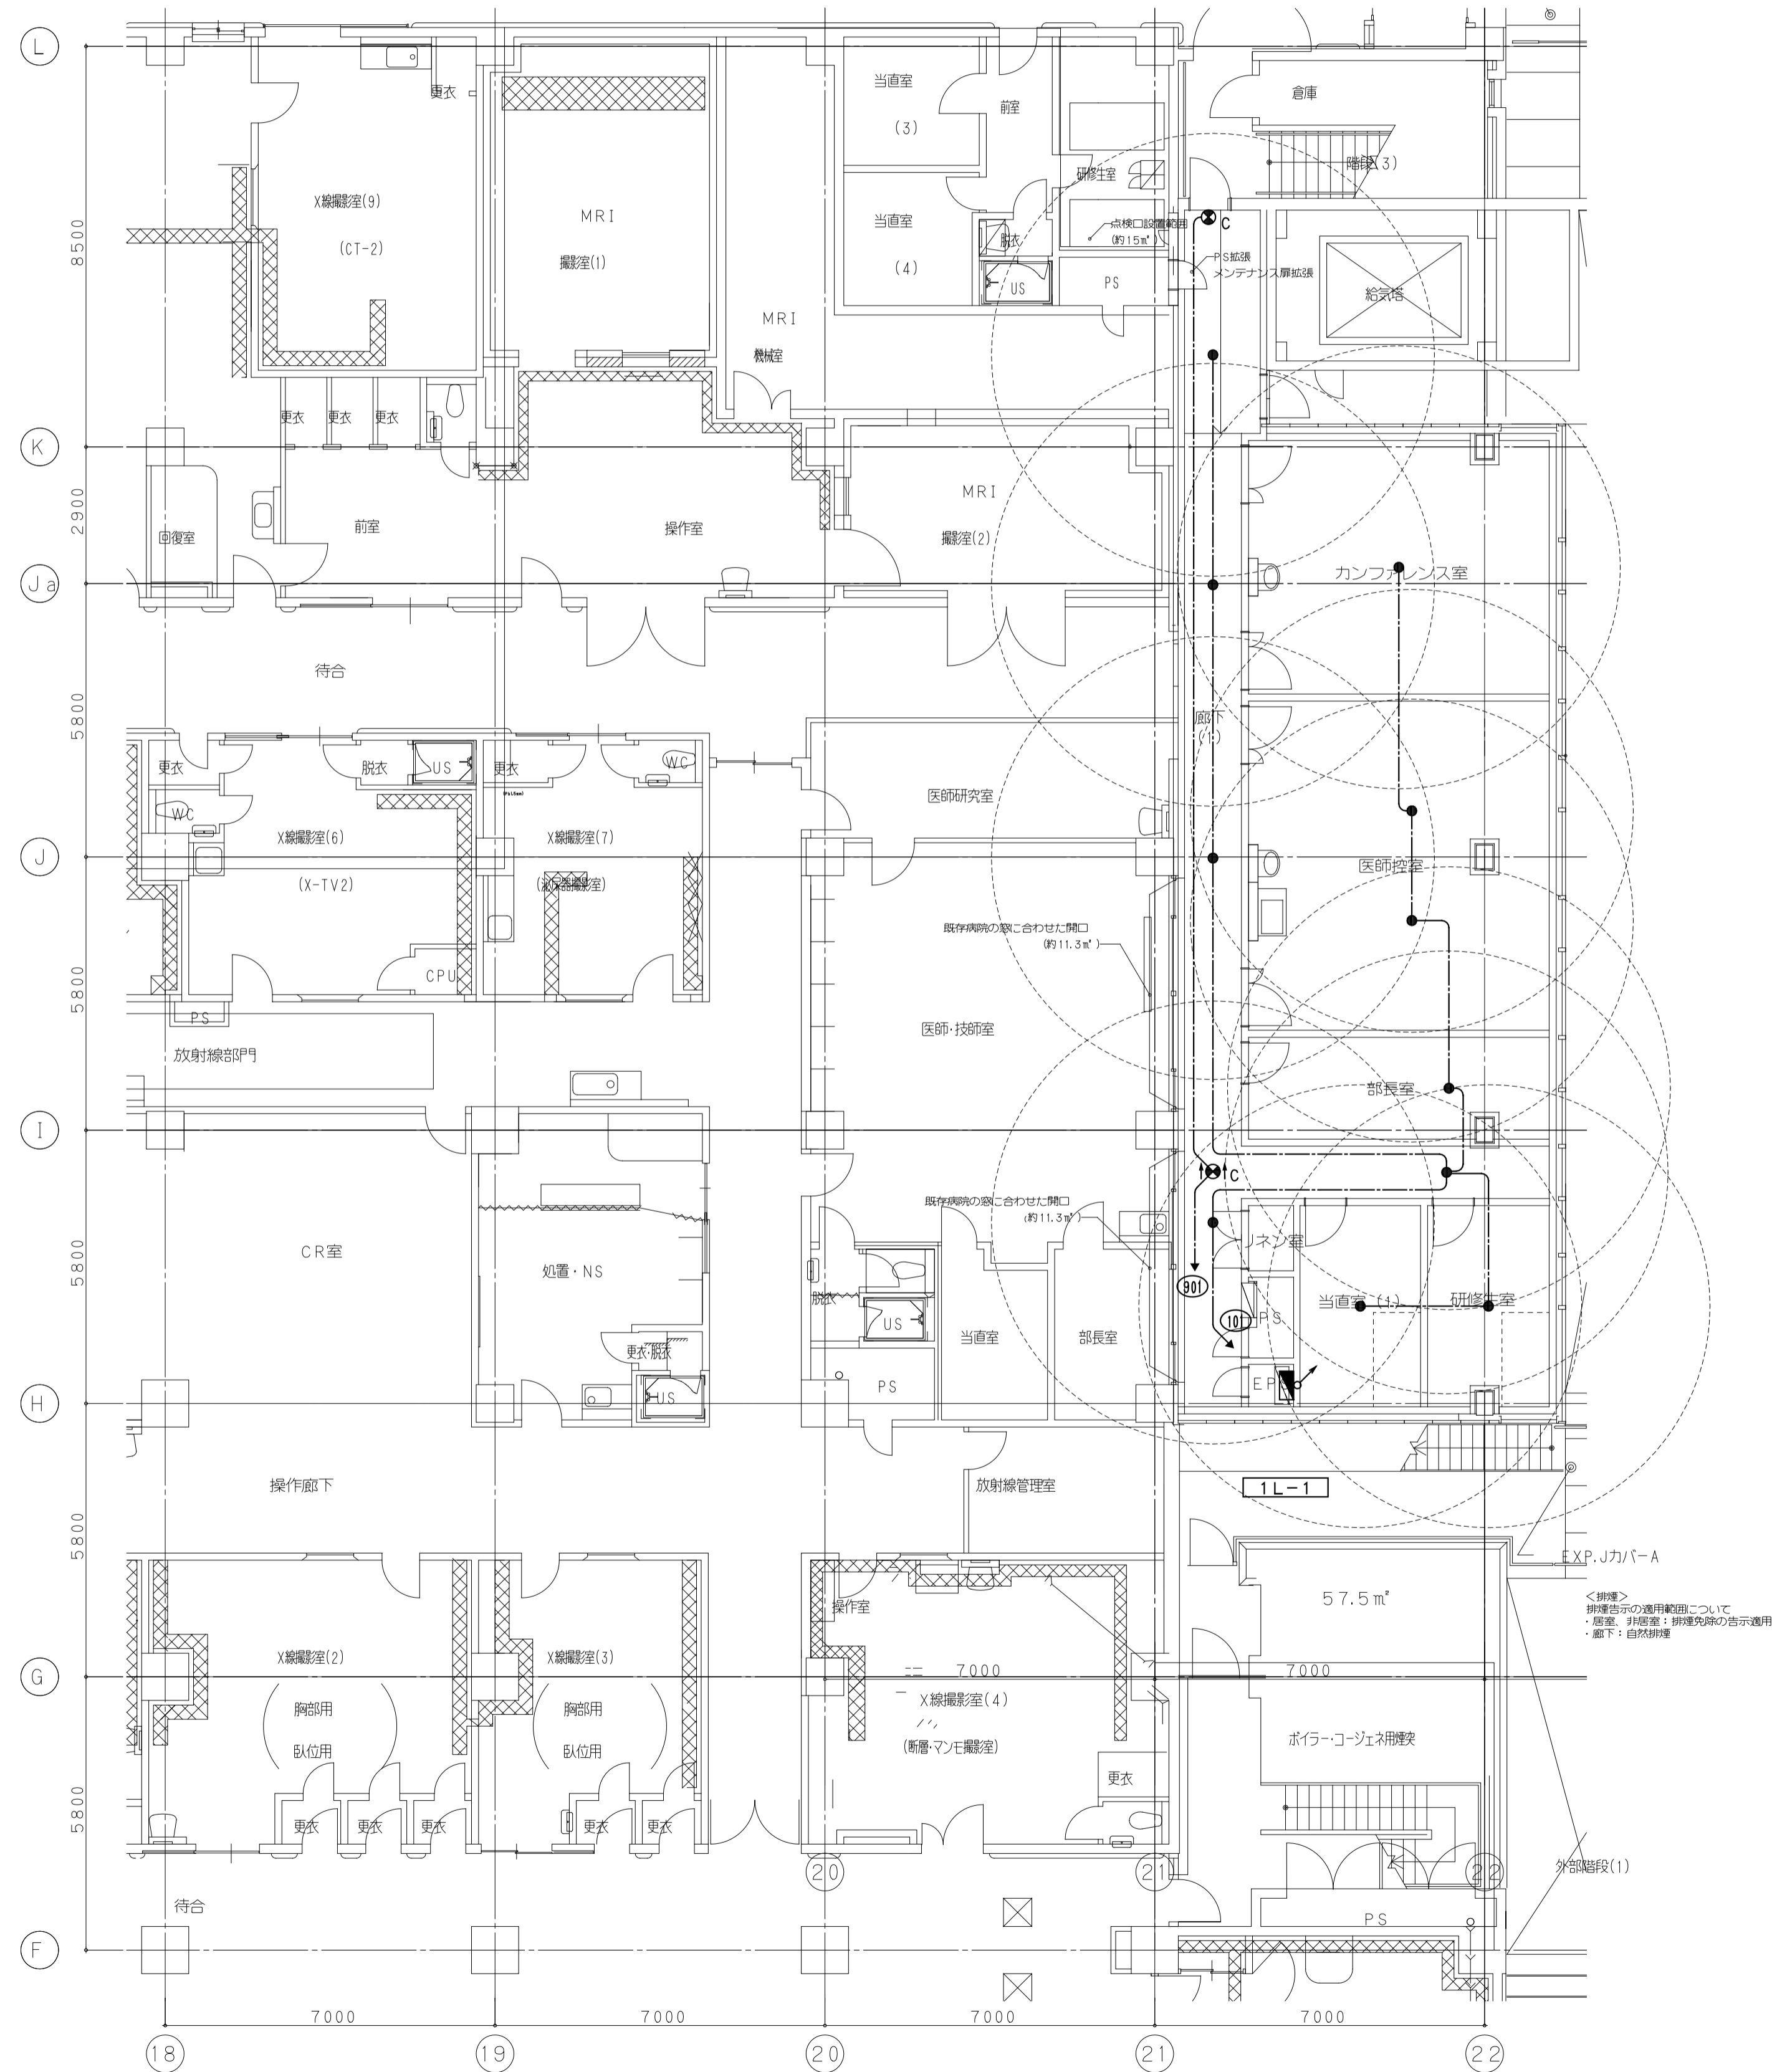 L
更衣
当直室
(3)
前室
倉庫
研修生室
階段(3)
X線撮影室(9)
(CT-2)
MRI
撮影室(1)
当直室
(4)
脱衣
US
点検口設置範囲
(約15㎡)
PS
C
PS拡張
メンテナンス扉拡張
給気塔
8500
MRI
機械室
更衣
更衣
更衣
K
2900
回復室
前室
操作室
MRI
撮影室(2)
カンファレンス室
Ja
待合
5800
廊下
更衣
脱衣
US
更衣
WC
WC
医師研究室
X線撮影室(6)
(X-TV2)
X線撮影室(7)
J
医師控室
CPU
既存病院の窓に合わせた開口
(約11.3㎡)
5800
PS
放射線部門
医師・技師室
部長室
I
既存病院の窓に合わせた開口
(約11.3㎡)
C
リネン室
CR室
処置・NS
5800
901
101
PS
当直室(1)
研修生室
脱衣
US
当直室
部長室
更衣・脱衣
US
PS
H
操作廊下
放射線管理室
1L-1
5800
EXP.Jカバー-A
57.5㎡
<排煙>
排煙告示の適用範囲について
・居室、非居室:排煙免除の告示適用
・廊下:自然排煙
操作室
X線撮影室(2)
X線撮影室(3)
G
7000
7000
胸部用
臥位用
胸部用
臥位用
X線撮影室(4)
(断層・マンモ撮影室)
ボイラー・コージェネ用煙突
5800
更衣
更衣
更衣
更衣
更衣
更衣
20
21
22
外部階段(1)
待合
PS
F
7000
7000
7000
7000
18
19
20
21
22